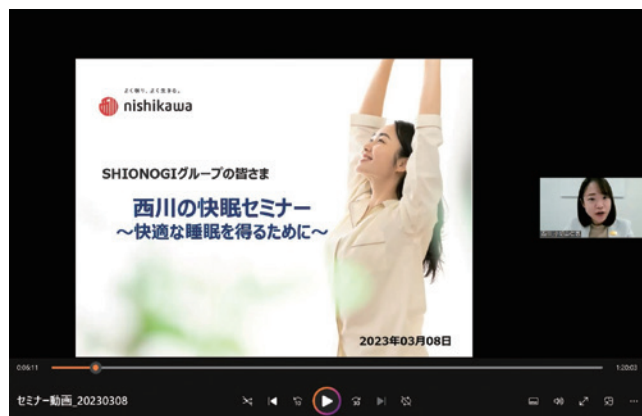 よく眠り、よく生きる。
nishikawa
SHIONOGIグループの皆さま
西川の快眠セミナー
～快適な睡眠を得るために～
2023年03月08日
0:06:11
1:20:03
セミナー動画_20230308